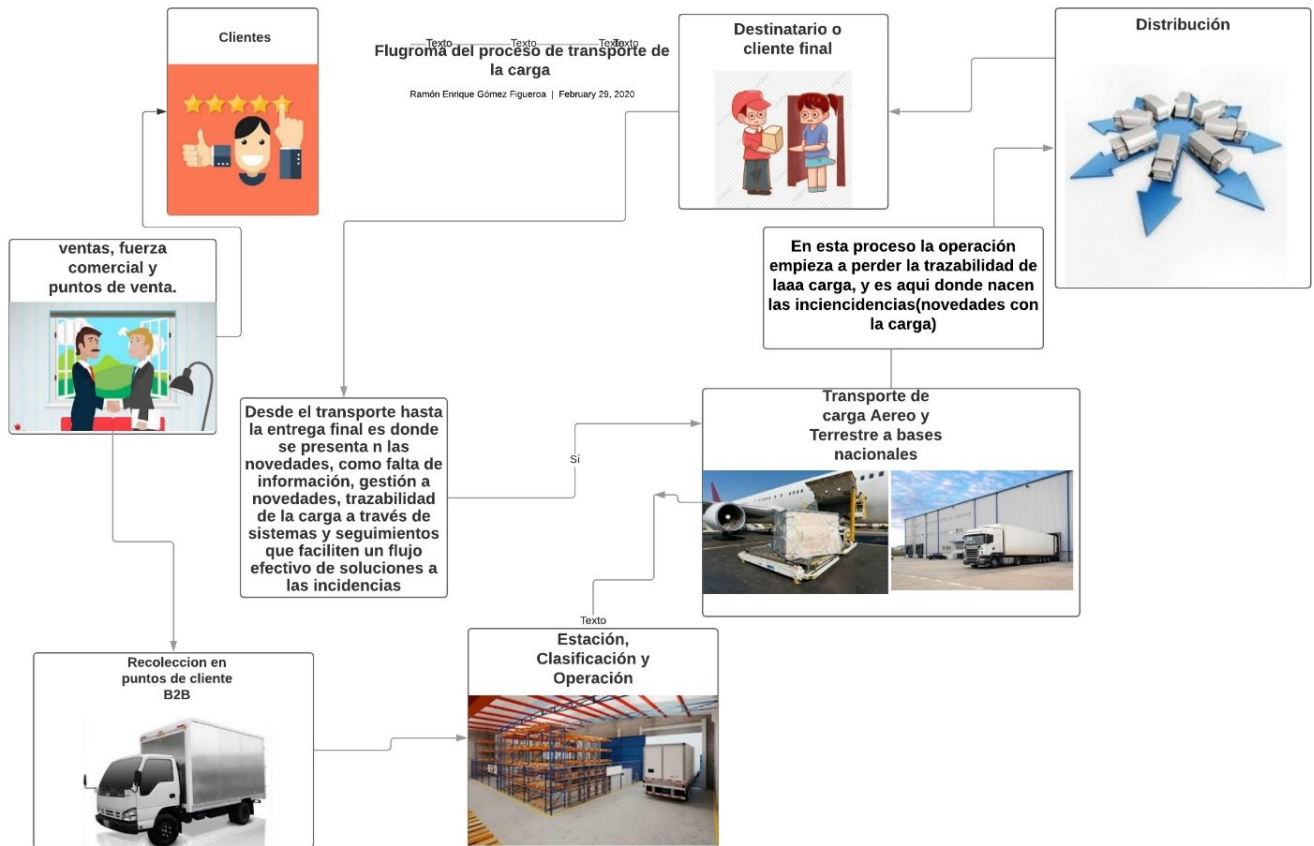 Clientes
Texto Texto Texto Texto
Flugroma del proceso de transporte de
la carga
Ramón Enrique Gómez Figueroa | February 29, 2020
Destinatario o
cliente final
Distribución
ventas, fuerza
comercial y
puntos de venta.
En esta proceso la operación
empieza a perder la trazabilidad de
laaa carga, y es aqui donde nacen
las inciencidencias(novedades con
la carga)
Desde el transporte hasta
la entrega final es donde
se presenta n las
novedades, como falta de
información, gestión a
novedades, trazabilidad
de la carga a través de
sistemas y seguimientos
que faciliten un flujo
efectivo de soluciones a
las incidencias
Sí
Transporte de
carga Aereo y
Terrestre a bases
nacionales
Texto
Estación,
Clasificación y
Operación
Recoleccion en
puntos de cliente
B2B